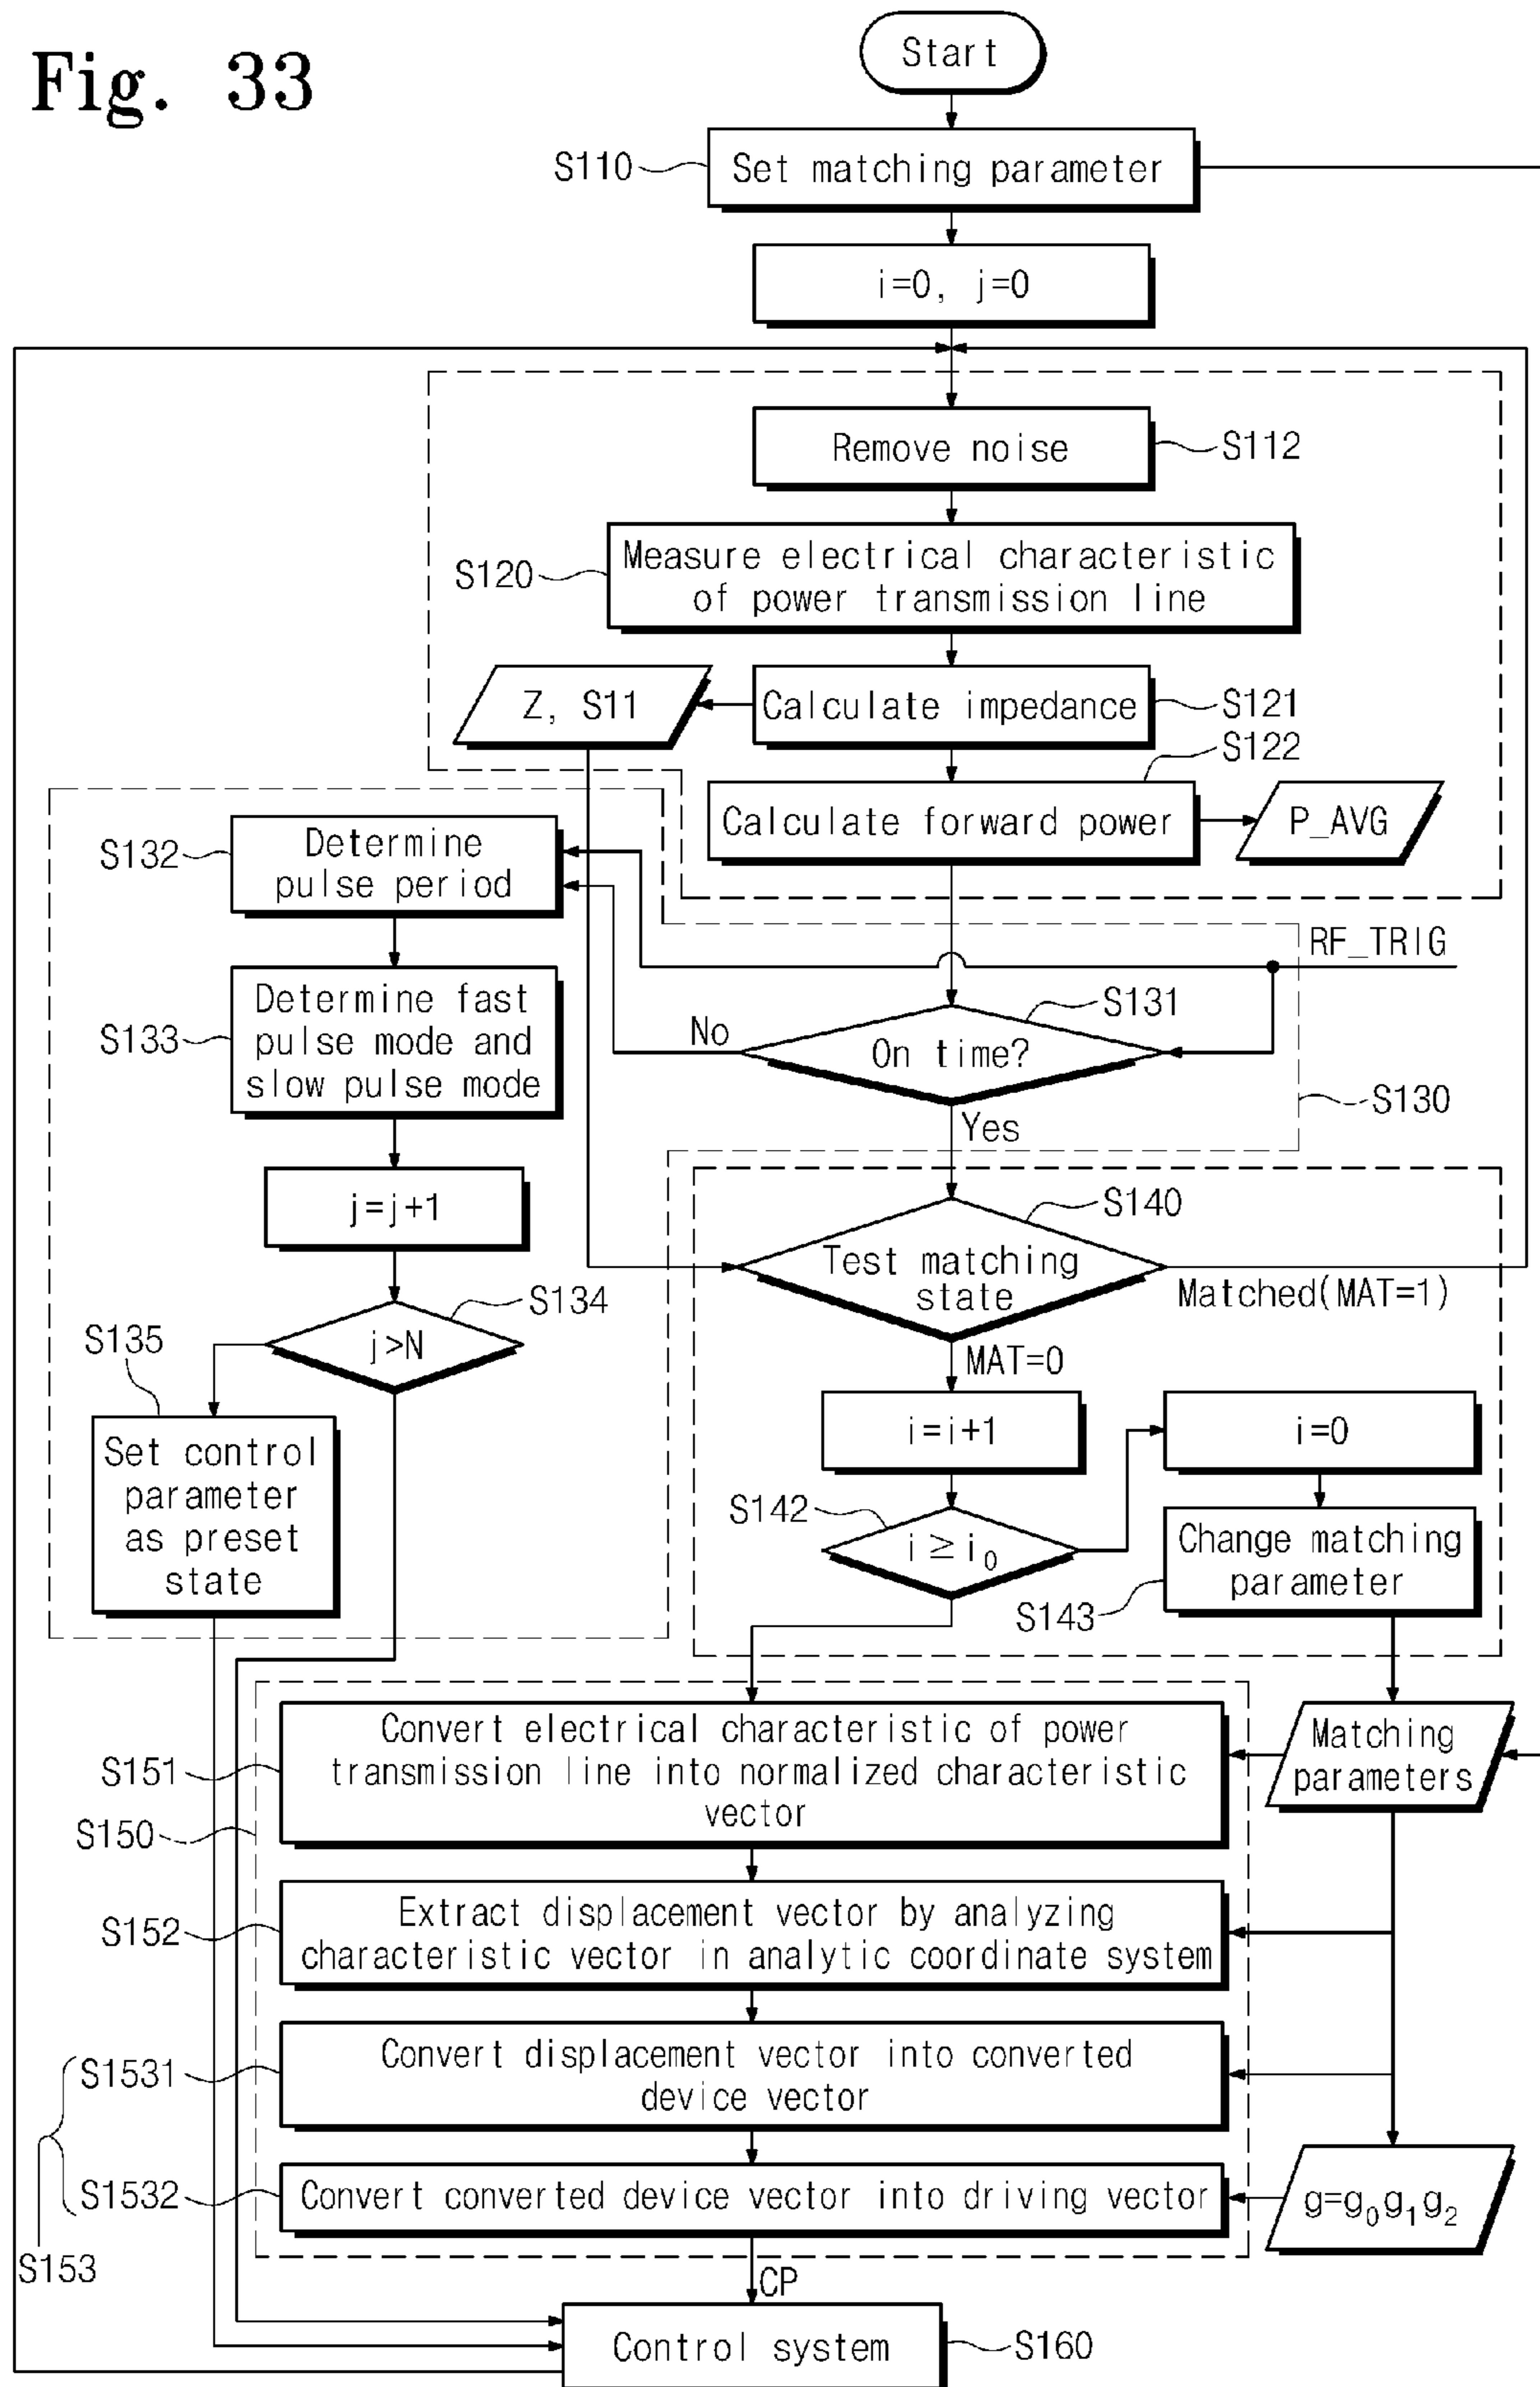 Fig. 33
Start
S110
Set matching parameter
i=0, j=0
Remove noise
S112
S120
Measure electrical characteristic
of power transmission line
Z, S11
Calculate impedance
S121
S122
Calculate forward power
P_AVG
S132
Determine
pulse period
RF_TRIG
S133
Determine fast
pulse mode and
slow pulse mode
No
On time?
S131
S130
Yes
j=j+1
S140
Test matching
state
Matched(MAT=1)
S134
j>N
S135
MAT=0
i=i+1
i=0
Set control
parameter
as preset
state
S142
i ≥ i₀
Change matching
parameter
S143
S151
Convert electrical characteristic of power
transmission line into normalized characteristic
vector
Matching
parameters
S150
S152
Extract displacement vector by analyzing
characteristic vector in analytic coordinate system
S1531
Convert displacement vector into converted
device vector
S1532
Convert converted device vector into driving vector
g=g₀g₁g₂
S153
CP
Control system
S160